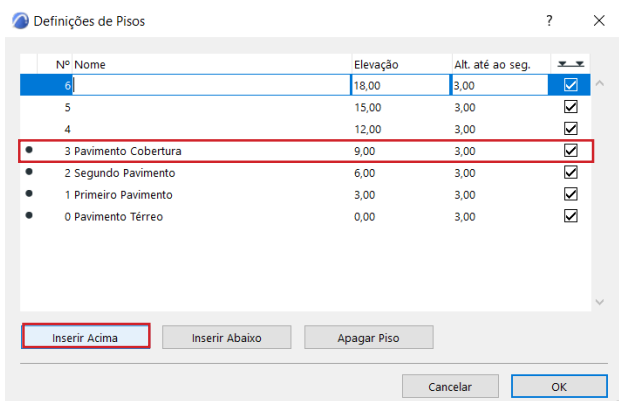 Definições de Pisos ?
Nº Nome Elevação Alt. até ao seg.
6 18,00 3,00
5 15,00 3,00
4 12,00 3,00
3 Pavimento Cobertura 9,00 3,00
2 Segundo Pavimento 6,00 3,00
1 Primeiro Pavimento 3,00 3,00
0 Pavimento Térreo 0,00 3,00
Inserir Acima Inserir Abaixo Apagar Piso
Cancelar OK